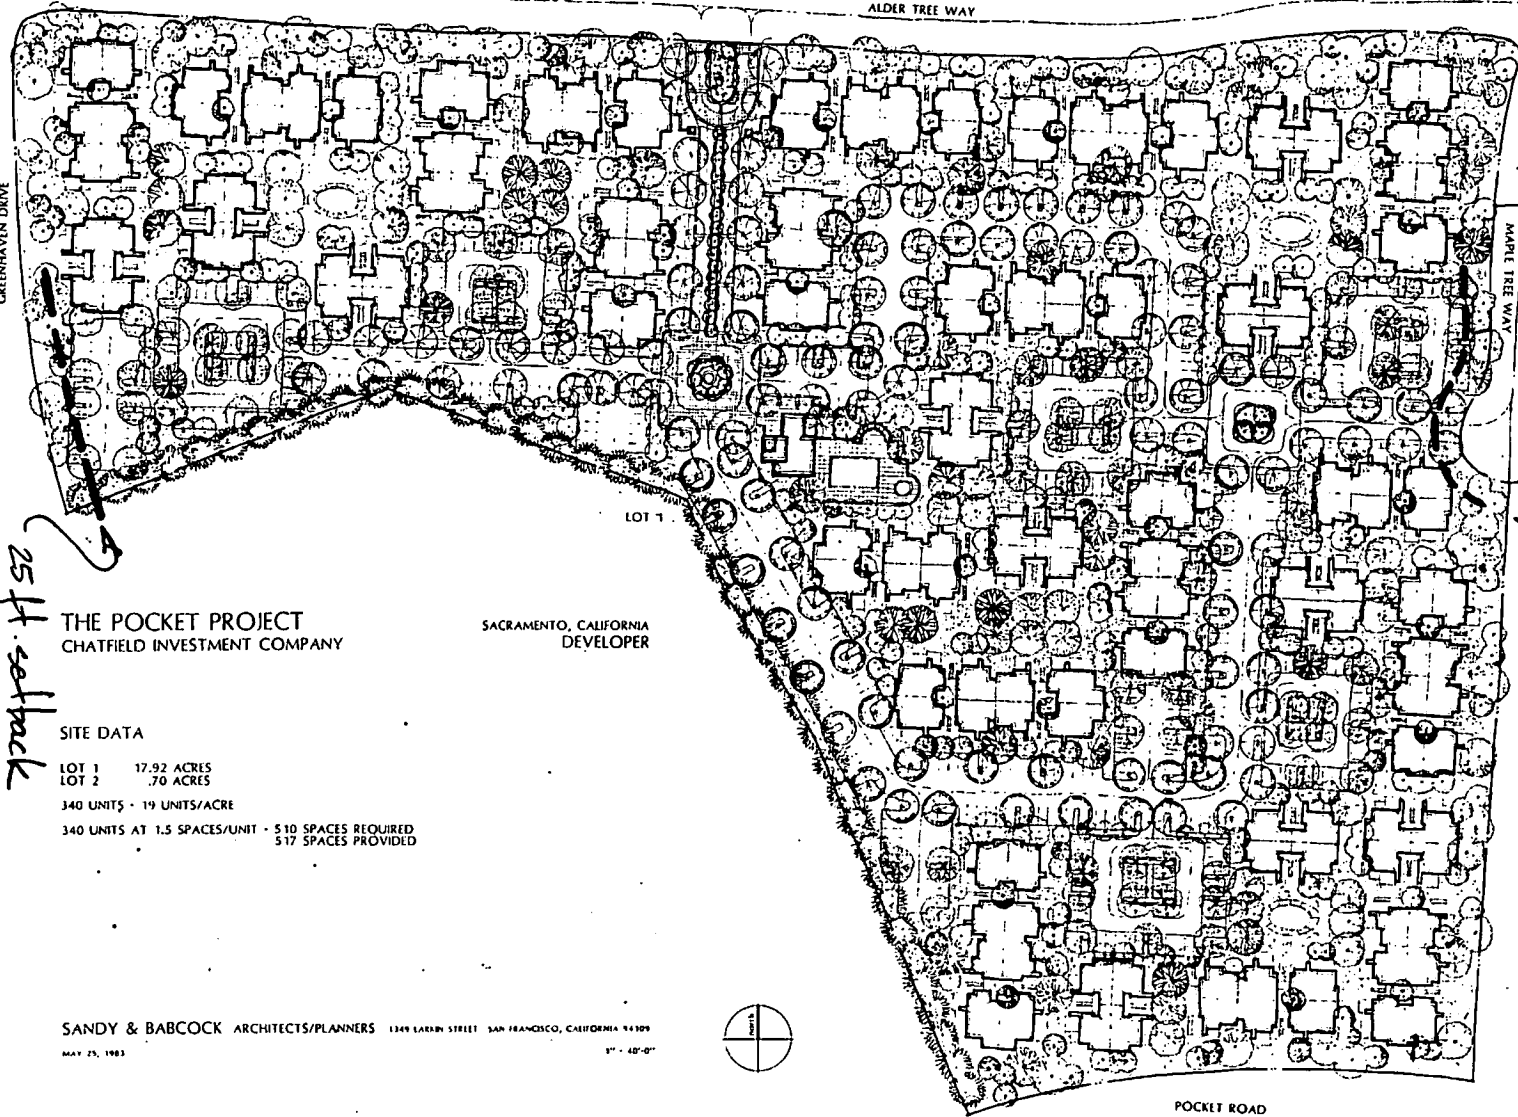 ALDER TREE WAY
GREENHAVEN DRIVE
MAPLE TREE WAY
LOT 1
25 ft. setback
THE POCKET PROJECT
CHATFIELD INVESTMENT COMPANY
SACRAMENTO, CALIFORNIA
DEVELOPER
SITE DATA
LOT 1 17.92 ACRES
LOT 2 .70 ACRES
340 UNITS - 19 UNITS/ACRE
340 UNITS AT 1.5 SPACES/UNIT - 510 SPACES REQUIRED
517 SPACES PROVIDED
SANDY & BABCOCK ARCHITECTS/PLANNERS 1349 LARKIN STREET SAN FRANCISCO, CALIFORNIA 94109
MAY 25, 1983
1" - 40'-0"
north
POCKET ROAD